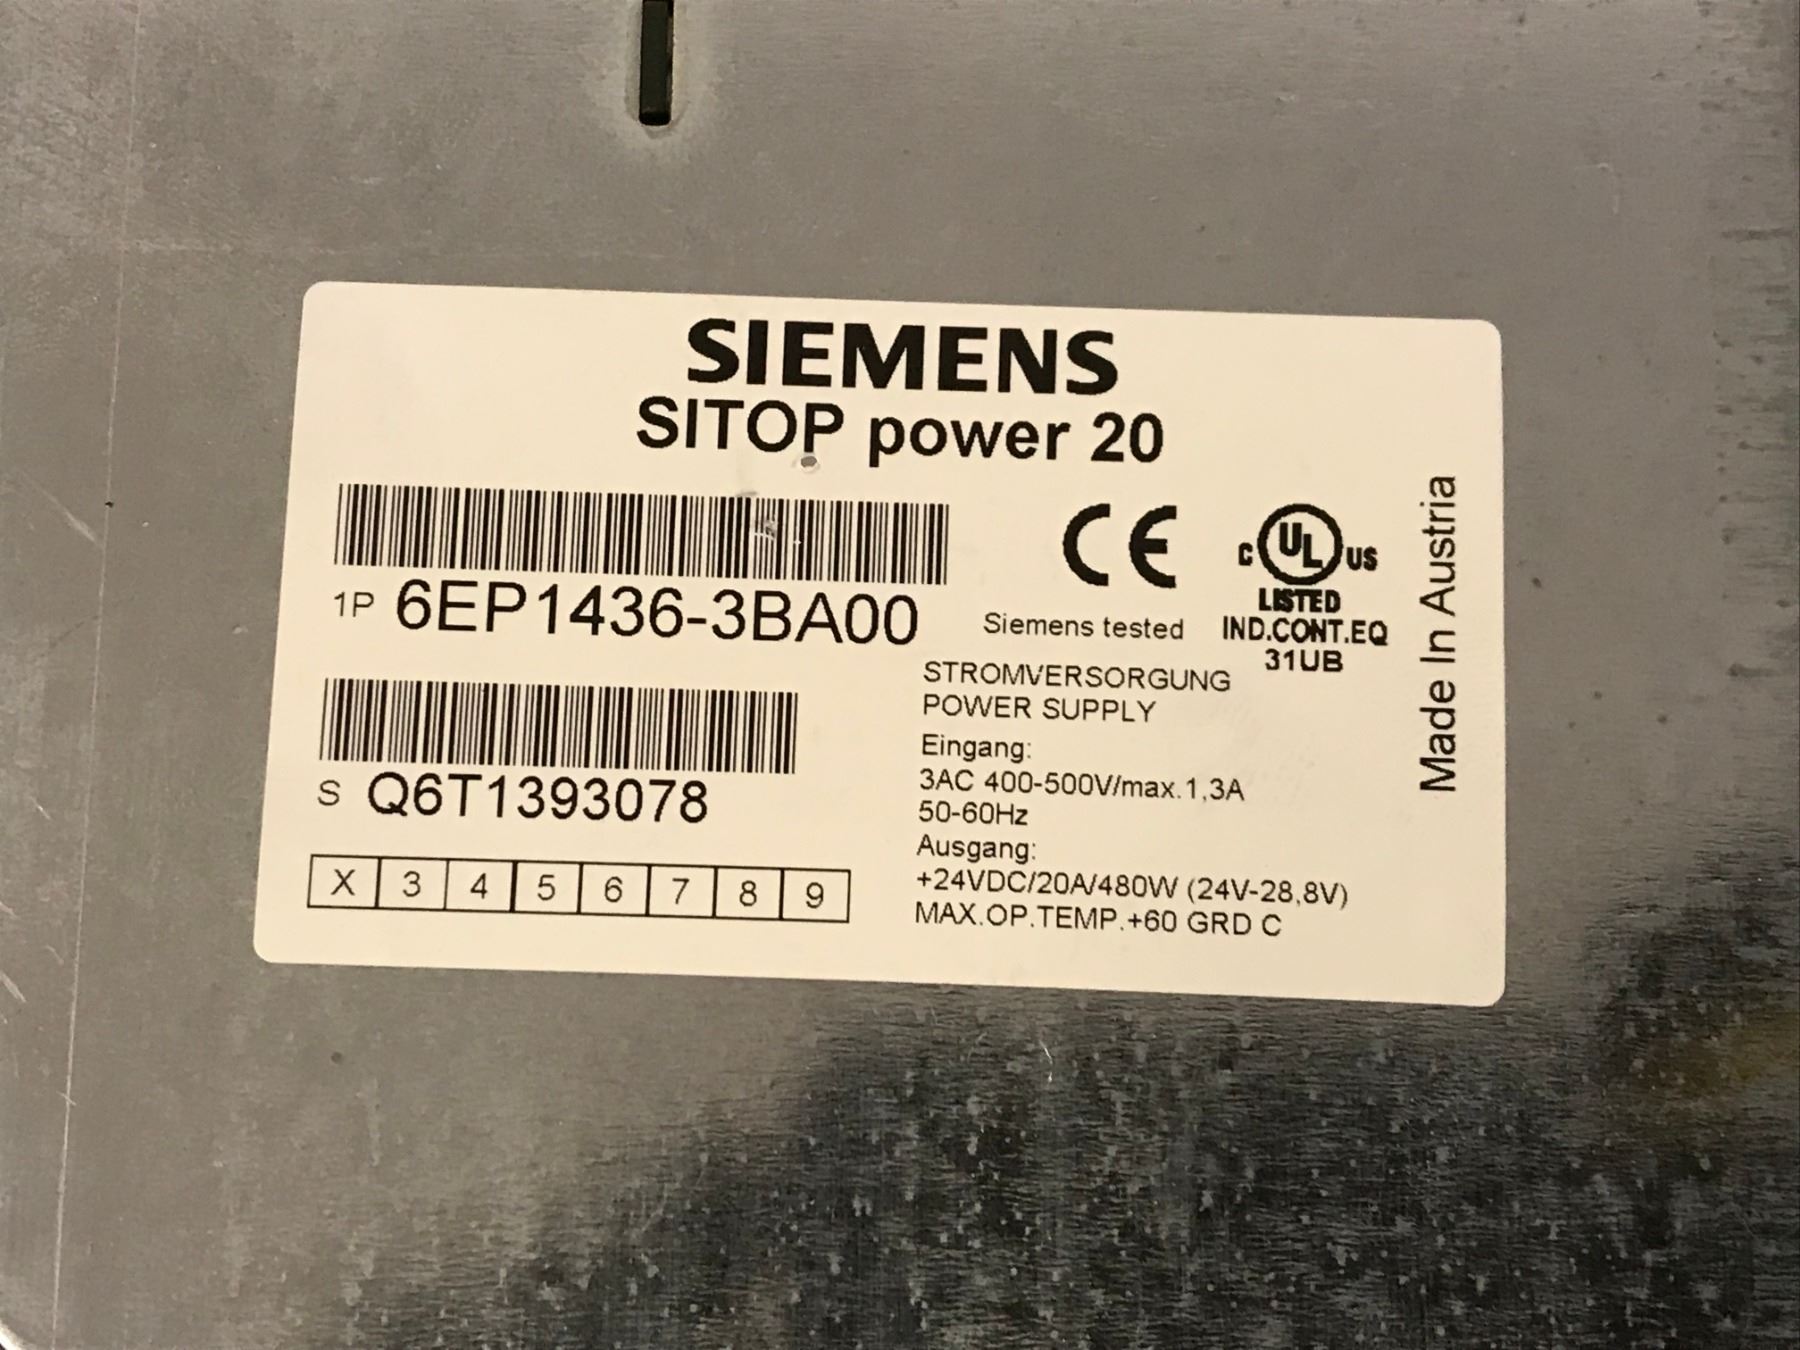 SIEMENS
SITOP power 20
1P 6EP1436-3BA00
S Q6T1393078
X 3 4 5 6 7 8 9
CE
Siemens tested
C UL US
LISTED
IND.CONT.EQ
31UB
STROMVERSORGUNG
POWER SUPPLY
Eingang:
3AC 400-500V/max.1,3A
50-60Hz
Ausgang:
+24VDC/20A/480W (24V-28,8V)
MAX.OP.TEMP.+60 GRD C
Made In Austria